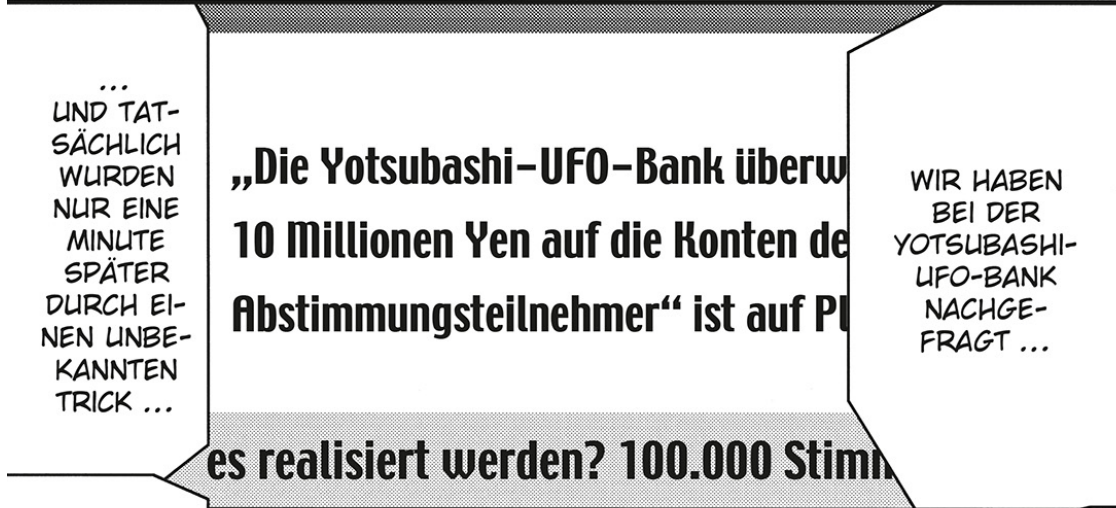 WIR HABEN
BEI DER
YOTSUBASHI-
UFO-BANK
NACHGE-
FRAGT ...
„Die Yotsubashi-UFO-Bank überw
10 Millionen Yen auf die Konten de
Abstimmungsteilnehmer“ ist auf Pl
es realisiert werden? 100.000 Stimm
...
UND TAT-
SÄCHLICH
WURDEN
NUR EINE
MINUTE
SPÄTER
DURCH EI-
NEN UNBE-
KANNTEN
TRICK ...